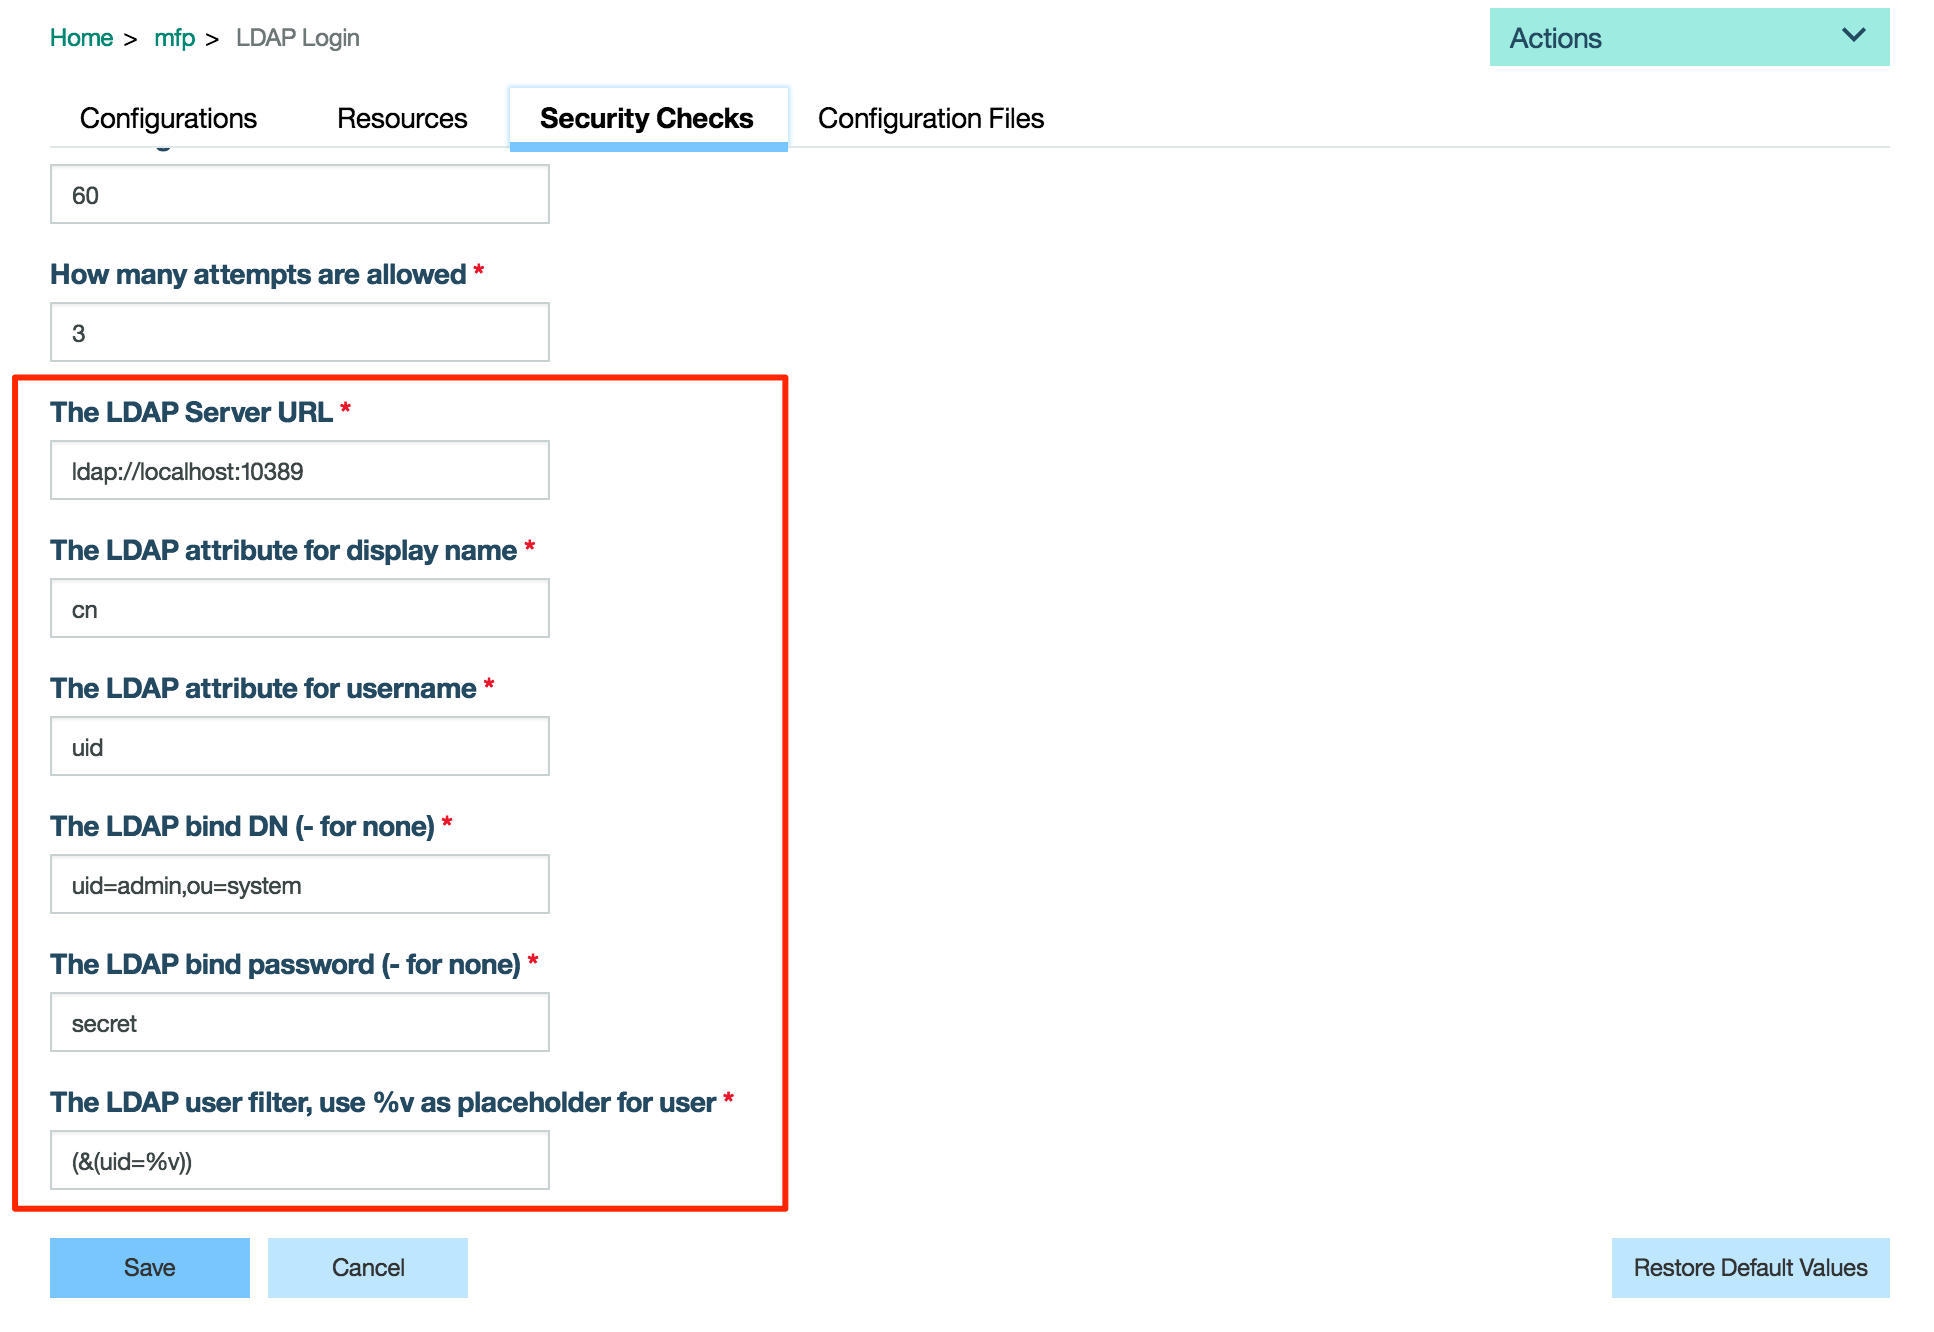 Home > mfp > LDAP Login
Actions
Configurations Resources Security Checks Configuration Files
60
How many attempts are allowed *
3
The LDAP Server URL *
ldap://localhost:10389
The LDAP attribute for display name *
cn
The LDAP attribute for username *
uid
The LDAP bind DN (- for none) *
uid=admin,ou=system
The LDAP bind password (- for none) *
secret
The LDAP user filter, use %v as placeholder for user *
(&(uid=%v))
Save Cancel Restore Default Values